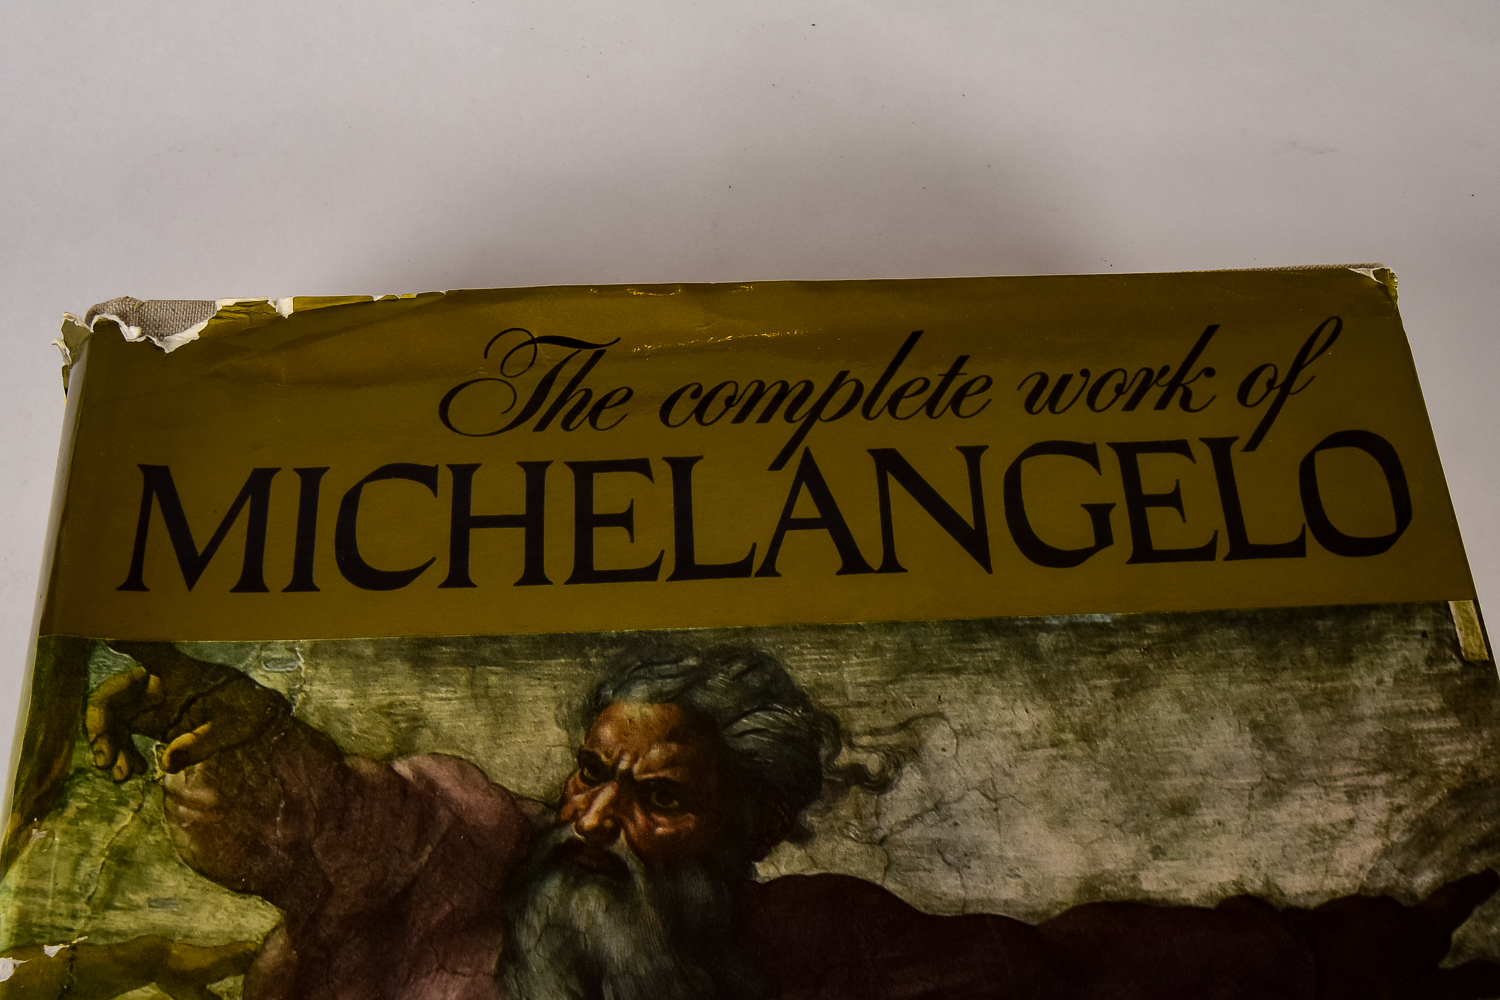 The complete work of
MICHELANGELO